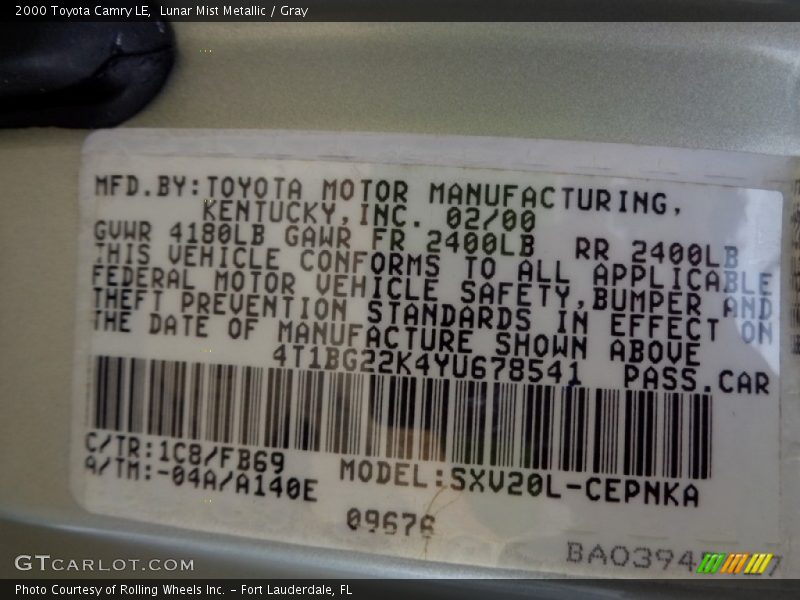 2000 Toyota Camry LE,  Lunar Mist Metallic / Gray
MFD.BY:TOYOTA MOTOR MANUFACTURING,
KENTUCKY,INC. 02/00
GVWR 4180LB GAWR FR 2400LB RR 2400LB
THIS VEHICLE CONFORMS TO ALL APPLICABLE
FEDERAL MOTOR VEHICLE SAFETY,BUMPER AND
THEFT PREVENTION STANDARDS IN EFFECT ON
THE DATE OF MANUFACTURE SHOWN ABOVE
4T1BG22K4YU678541 PASS.CAR
C/TR:1C8/FB69
A/TM:-04A/A140E
MODEL:SXV20L-CEPNKA
09676
GTCARLOT.COM
Photo Courtesy of Rolling Wheels Inc. – Fort Lauderdale, FL